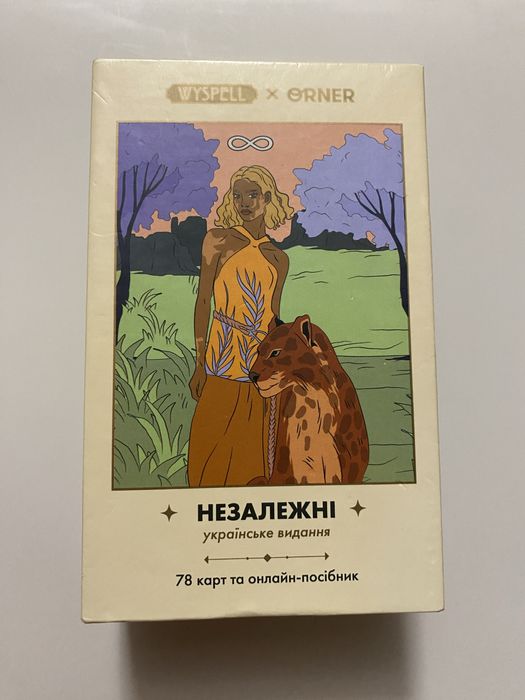 WYSPELL × ORNER
НЕЗАЛЕЖНІ
українське видання
78 карт та онлайн-посібник